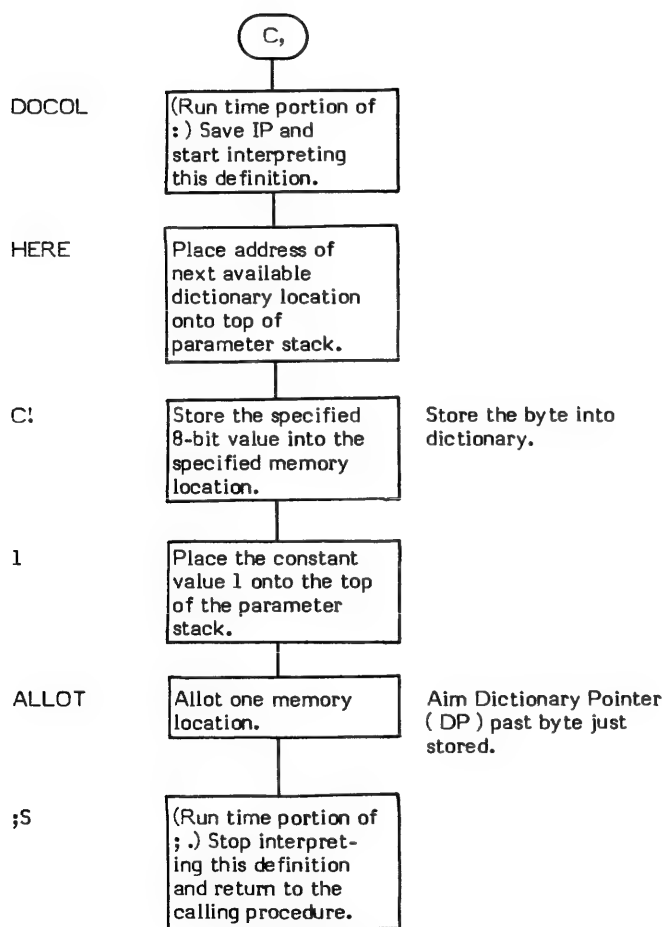 C,
DOCOL
(Run time portion of
: ) Save IP and
start interpreting
this definition.
HERE
Place address of
next available
dictionary location
onto top of
parameter stack.
C!
Store the specified
8-bit value into the
specified memory
location.
Store the byte into
dictionary.
1
Place the constant
value 1 onto the top
of the parameter
stack.
ALLOT
Allot one memory
location.
Aim Dictionary Pointer
( DP ) past byte just
stored.
;S
(Run time portion of
; .) Stop interpret-
ing this definition
and return to the
calling procedure.